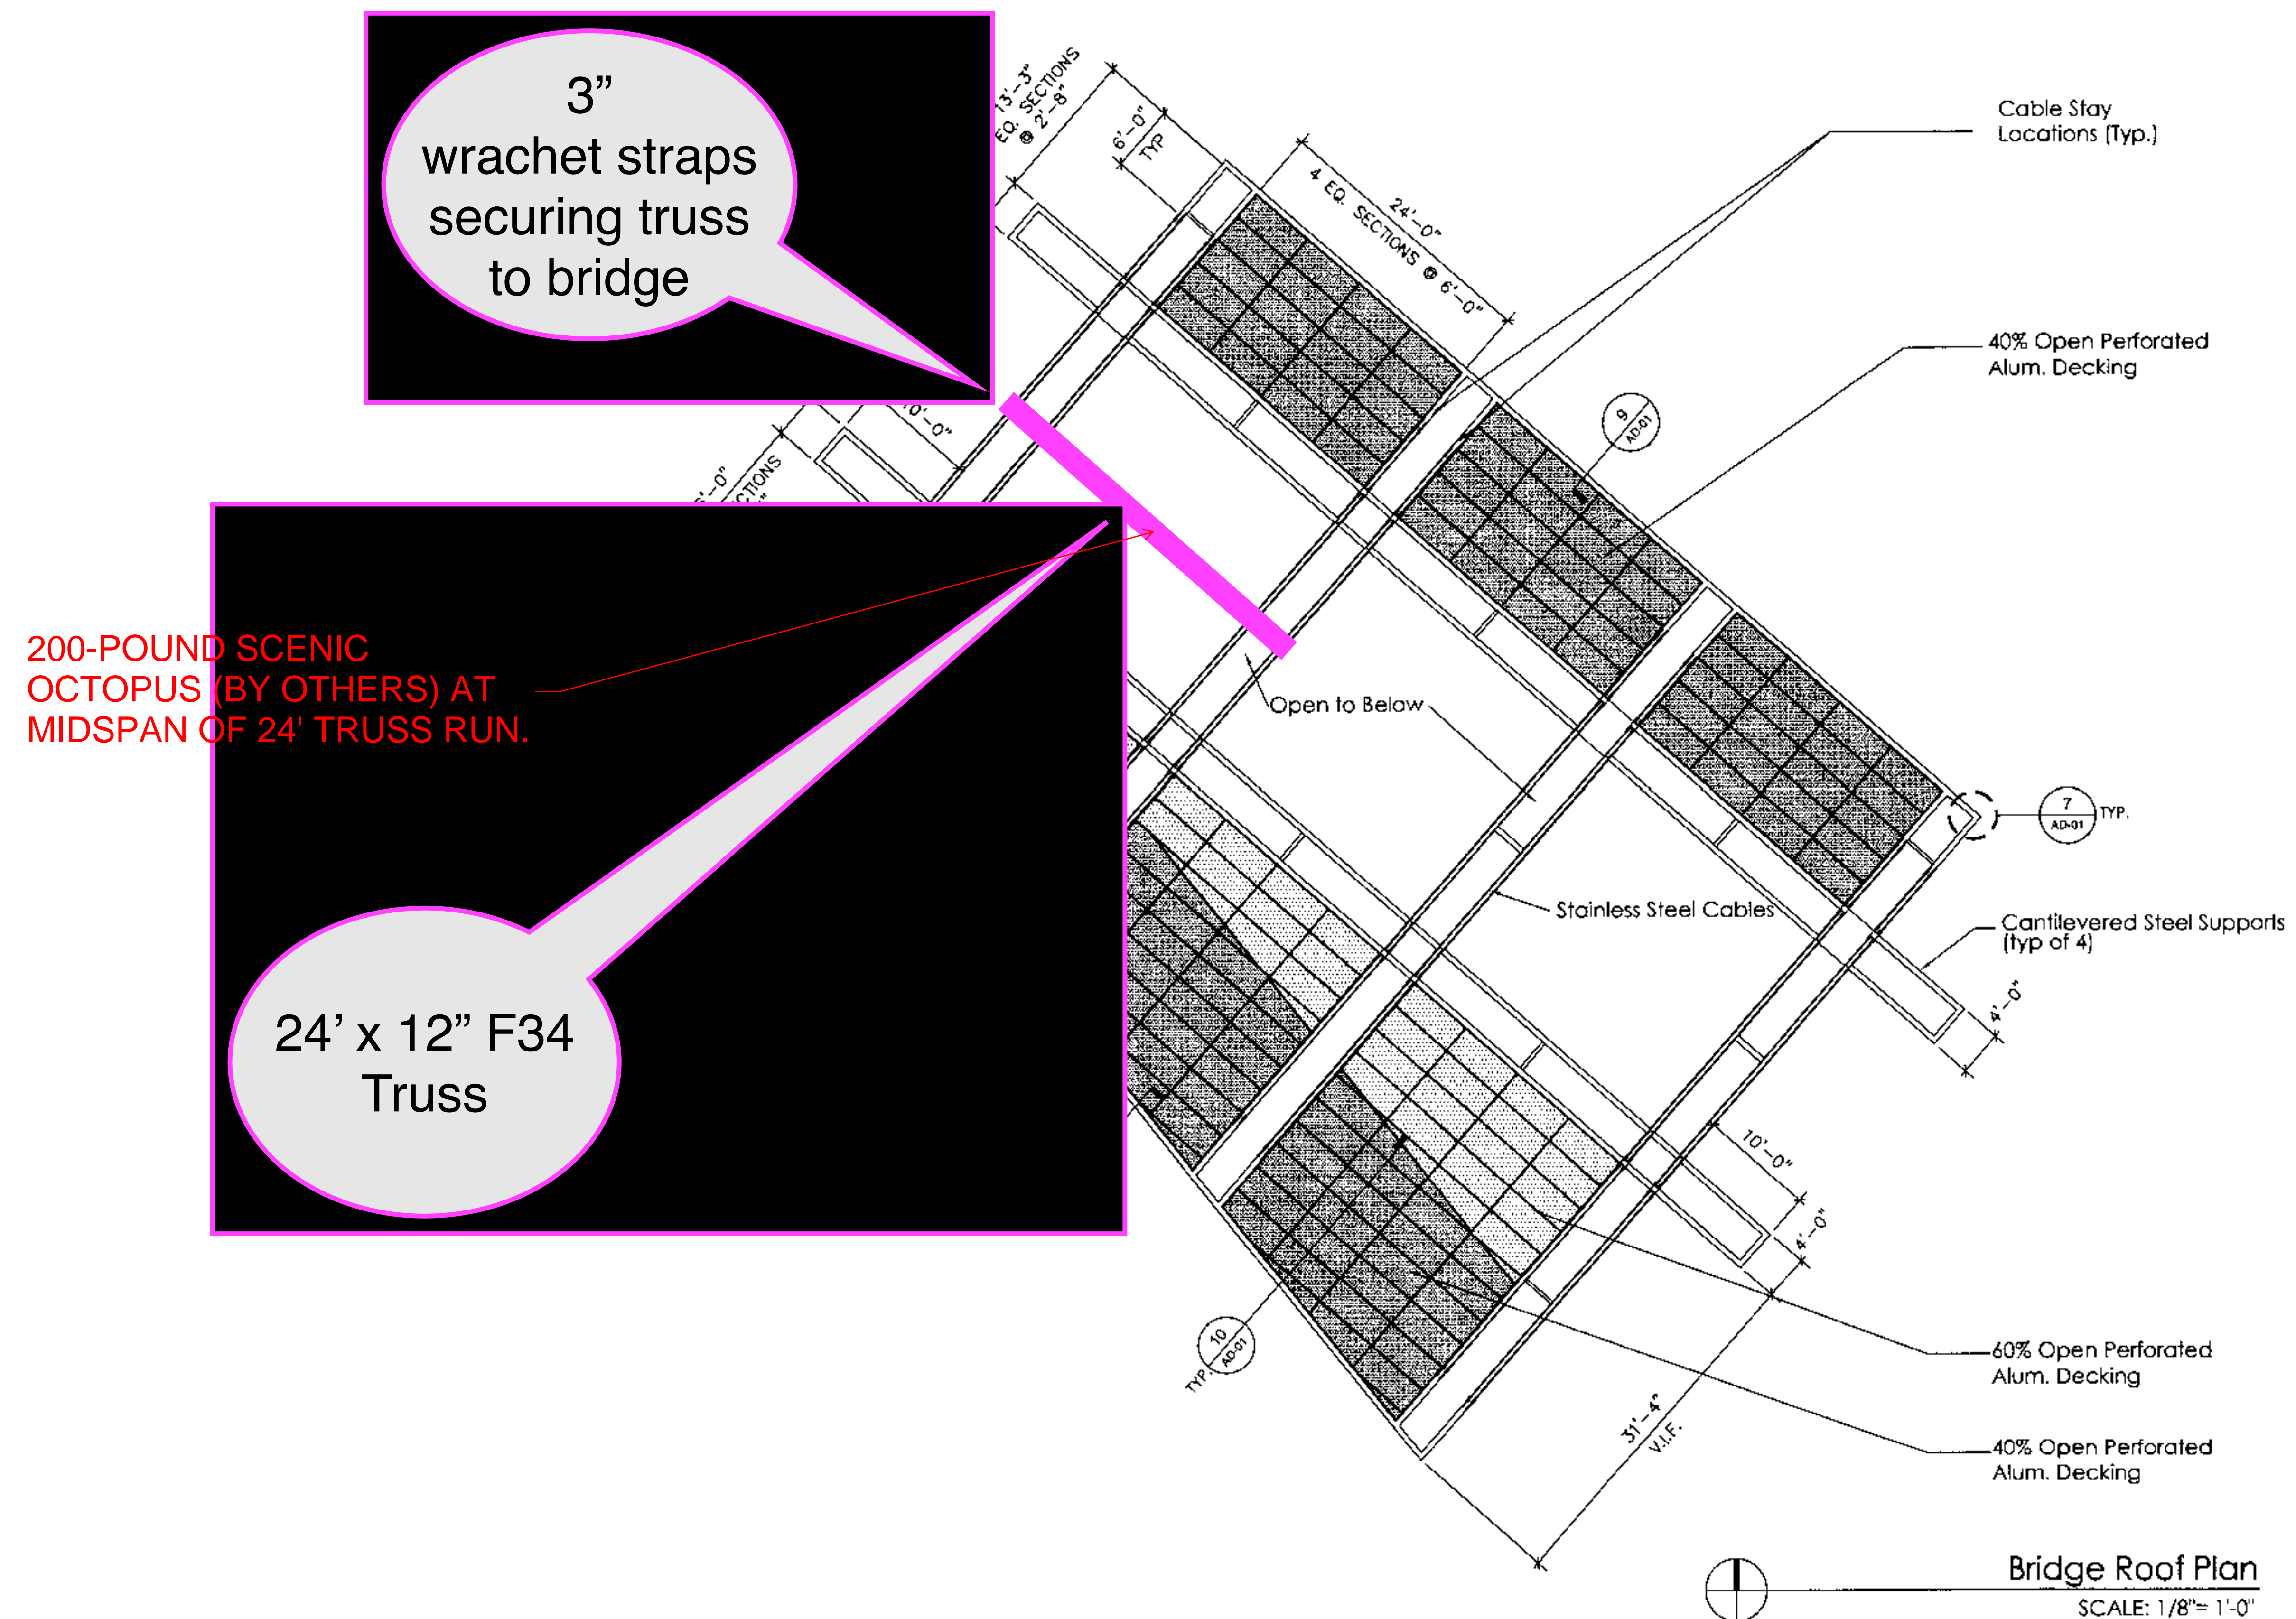 3”
wrachet straps
securing truss
to bridge
13'-3"
EQ. SECTIONS
@ 2'-8"
6'-0"
TYP
24'-0"
4 EQ. SECTIONS @ 6'-0"
Cable Stay
Locations (Typ.)
40% Open Perforated
Alum. Decking
9
AD-01
10'-0"
'-0"
CTIONS
200-POUND SCENIC
OCTOPUS (BY OTHERS) AT
MIDSPAN OF 24' TRUSS RUN.
Open to Below
7
AD-01
TYP.
Stainless Steel Cables
Cantilevered Steel Supports
(typ of 4)
4'-0"
24’ x 12” F34
Truss
10'-0"
4'-0"
10
AD-01
TYP.
31'-4"
V.I.F.
60% Open Perforated
Alum. Decking
40% Open Perforated
Alum. Decking
Bridge Roof Plan
SCALE: 1/8"= 1'-0"